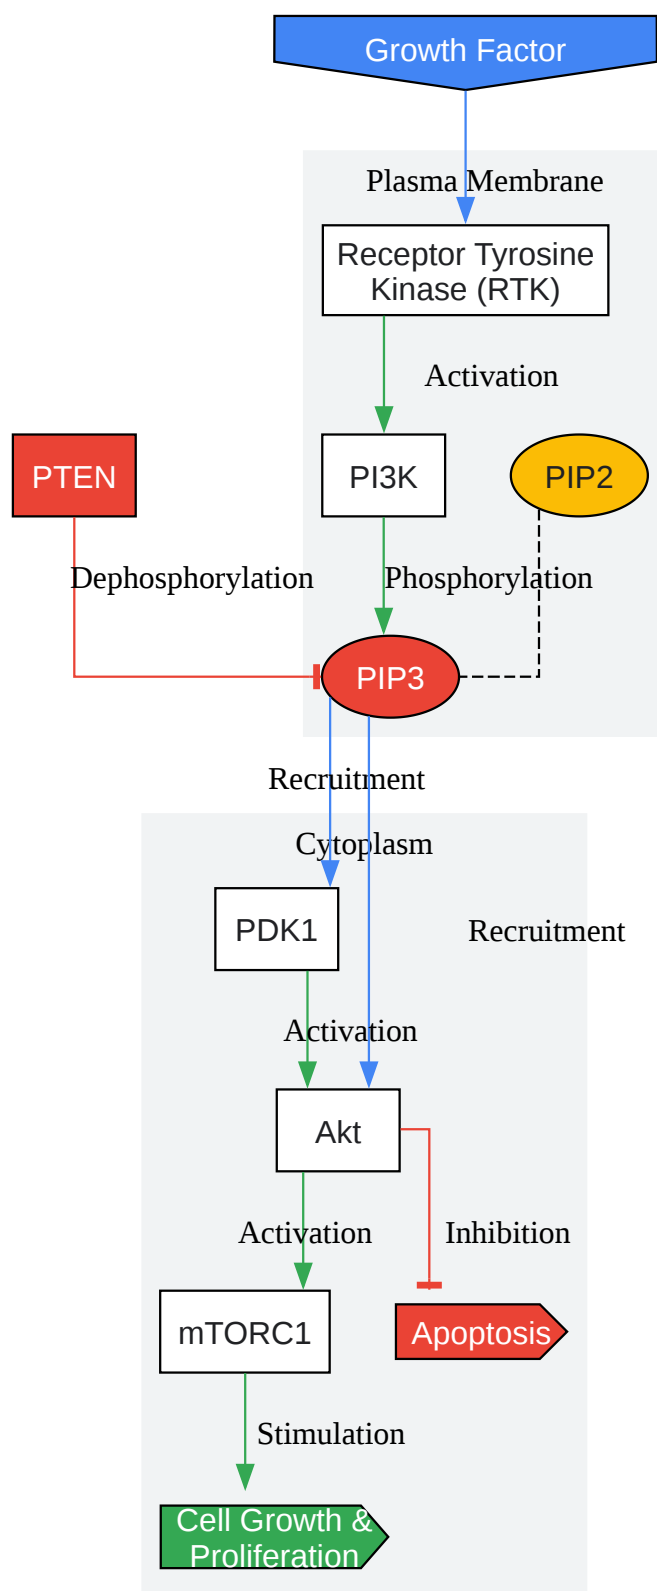 Growth Factor
Plasma Membrane
Receptor Tyrosine
Kinase (RTK)
Activation
PTEN
PI3K
PIP2
Dephosphorylation
Phosphorylation
PIP3
Recruitment
Cytoplasm
PDK1
Recruitment
Activation
Akt
Activation
Inhibition
mTORC1
Apoptosis
Stimulation
Cell Growth &
Proliferation